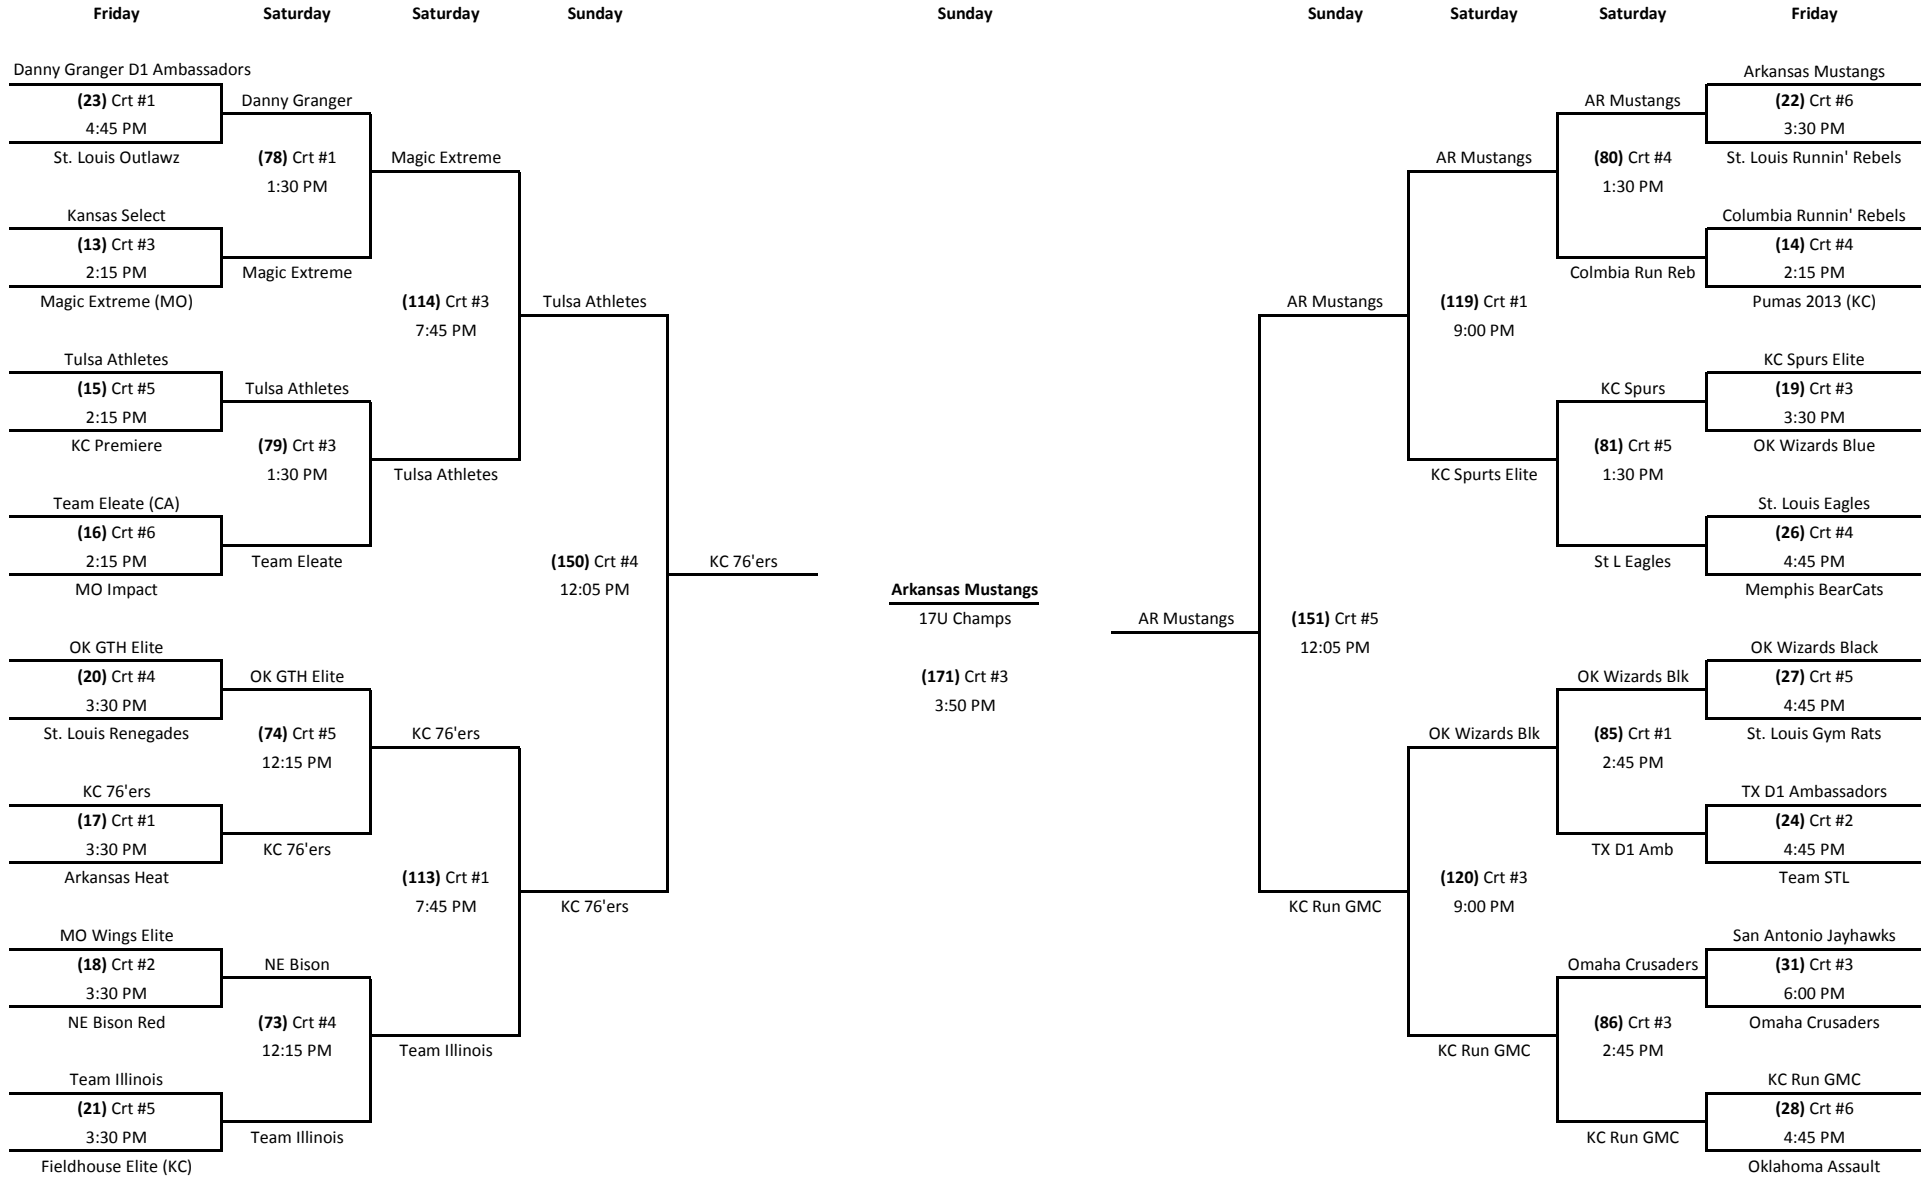 Friday Saturday Saturday Sunday Sunday Sunday Saturday Saturday Friday
Danny Granger D1 Ambassadors Arkansas Mustangs
(23) Crt #1 Danny Granger AR Mustangs (22) Crt #6
4:45 PM 3:30 PM
St. Louis Outlawz (78) Crt #1 Magic Extreme AR Mustangs (80) Crt #4 St. Louis Runnin' Rebels
1:30 PM 1:30 PM
Kansas Select Columbia Runnin' Rebels
(13) Crt #3 (14) Crt #4
2:15 PM Magic Extreme Colmbia Run Reb 2:15 PM
Magic Extreme (MO) (114) Crt #3 Tulsa Athletes AR Mustangs (119) Crt #1 Pumas 2013 (KC)
7:45 PM 9:00 PM
Tulsa Athletes KC Spurs Elite
(15) Crt #5 Tulsa Athletes KC Spurs (19) Crt #3
2:15 PM 3:30 PM
KC Premiere (79) Crt #3 (81) Crt #5 OK Wizards Blue
1:30 PM Tulsa Athletes KC Spurts Elite 1:30 PM
Team Eleate (CA) St. Louis Eagles
(16) Crt #6 (26) Crt #4
2:15 PM Team Eleate (150) Crt #4 KC 76'ers St L Eagles 4:45 PM
MO Impact 12:05 PM Arkansas Mustangs Memphis BearCats
17U Champs AR Mustangs (151) Crt #5
OK GTH Elite 12:05 PM OK Wizards Black
(20) Crt #4 OK GTH Elite (171) Crt #3 OK Wizards Blk (27) Crt #5
3:30 PM 3:50 PM 4:45 PM
St. Louis Renegades (74) Crt #5 KC 76'ers OK Wizards Blk (85) Crt #1 St. Louis Gym Rats
12:15 PM 2:45 PM
KC 76'ers TX D1 Ambassadors
(17) Crt #1 (24) Crt #2
3:30 PM KC 76'ers TX D1 Amb 4:45 PM
Arkansas Heat (113) Crt #1 (120) Crt #3 Team STL
7:45 PM KC 76'ers KC Run GMC 9:00 PM
MO Wings Elite San Antonio Jayhawks
(18) Crt #2 NE Bison Omaha Crusaders (31) Crt #3
3:30 PM 6:00 PM
NE Bison Red (73) Crt #4 (86) Crt #3 Omaha Crusaders
12:15 PM Team Illinois KC Run GMC 2:45 PM
Team Illinois KC Run GMC
(21) Crt #5 (28) Crt #6
3:30 PM Team Illinois KC Run GMC 4:45 PM
Fieldhouse Elite (KC) Oklahoma Assault